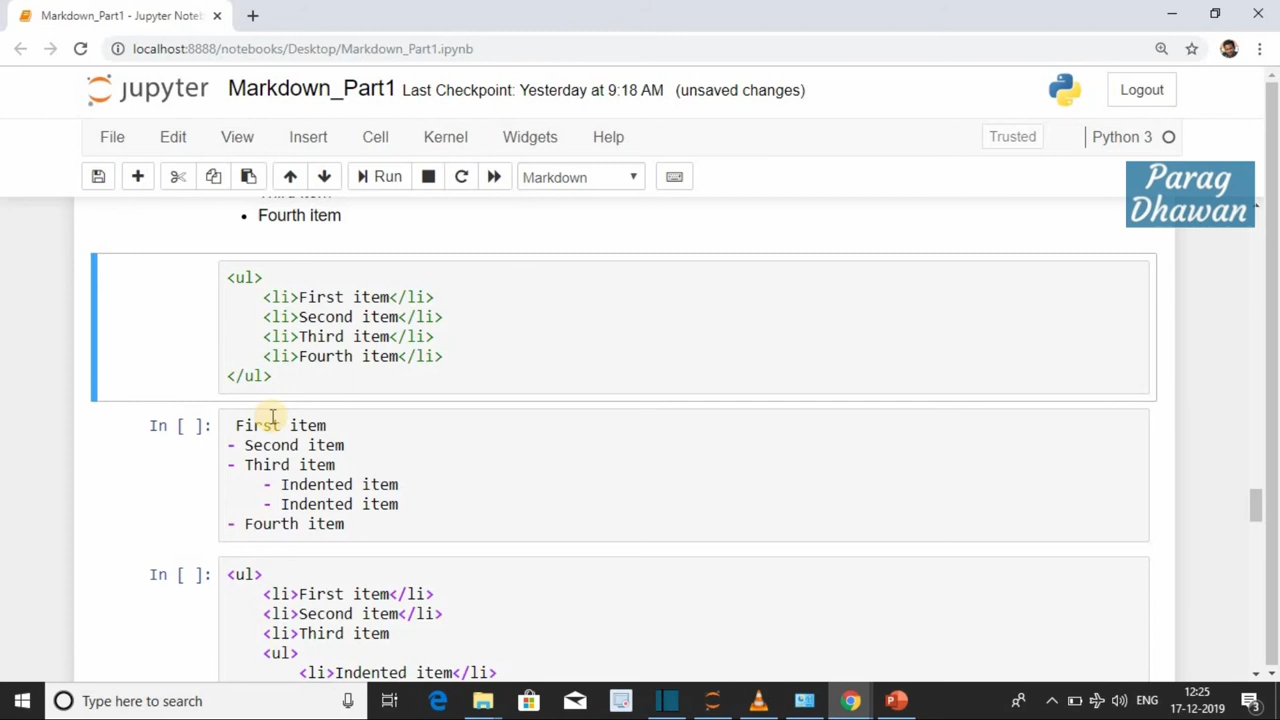 Markdown_Part1 - Jupyter Note
localhost:8888/notebooks/Desktop/Markdown_Part1.ipynb
jupyter Markdown_Part1 Last Checkpoint: Yesterday at 9:18 AM (unsaved changes)
Logout
File Edit View Insert Cell Kernel Widgets Help
Trusted
Python 3
Run
Markdown
Parag
Dhawan
Third item
Fourth item
<ul>
<li>First item</li>
<li>Second item</li>
<li>Third item</li>
<li>Fourth item</li>
</ul>
In [ ]:
First item
- Second item
- Third item
- Indented item
- Indented item
- Fourth item
In [ ]:
<ul>
<li>First item</li>
<li>Second item</li>
<li>Third item
<ul>
<li>Indented item</li>
Type here to search
ENG
12:25
17-12-2019
3